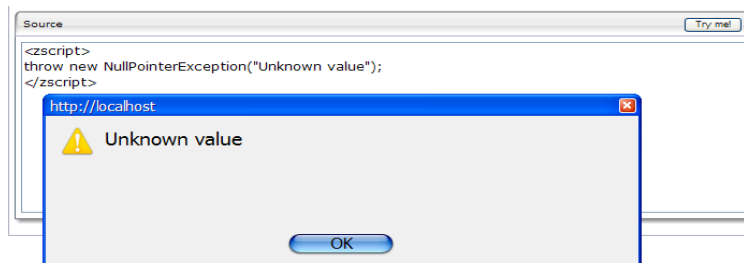 Source
Try me!
<zscript>
throw new NullPointerException("Unknown value");
</zscript>
http://localhost
Unknown value
OK